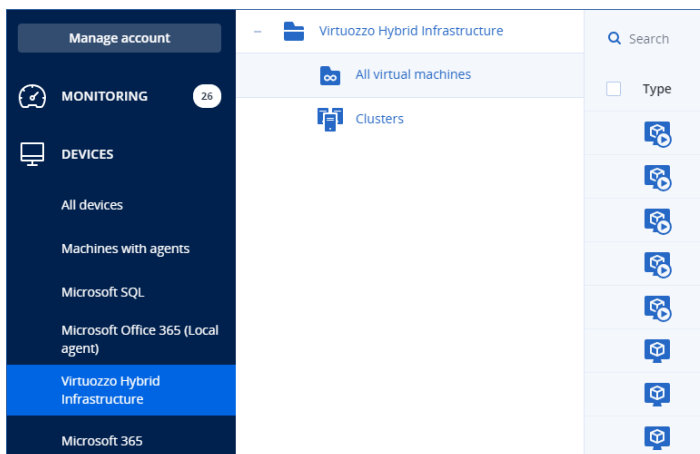 Manage account
MONITORING
26
DEVICES
All devices
Machines with agents
Microsoft SQL
Microsoft Office 365 (Local
agent)
Virtuozzo Hybrid
Infrastructure
Microsoft 365
Virtuozzo Hybrid Infrastructure
All virtual machines
Clusters
Search
Type